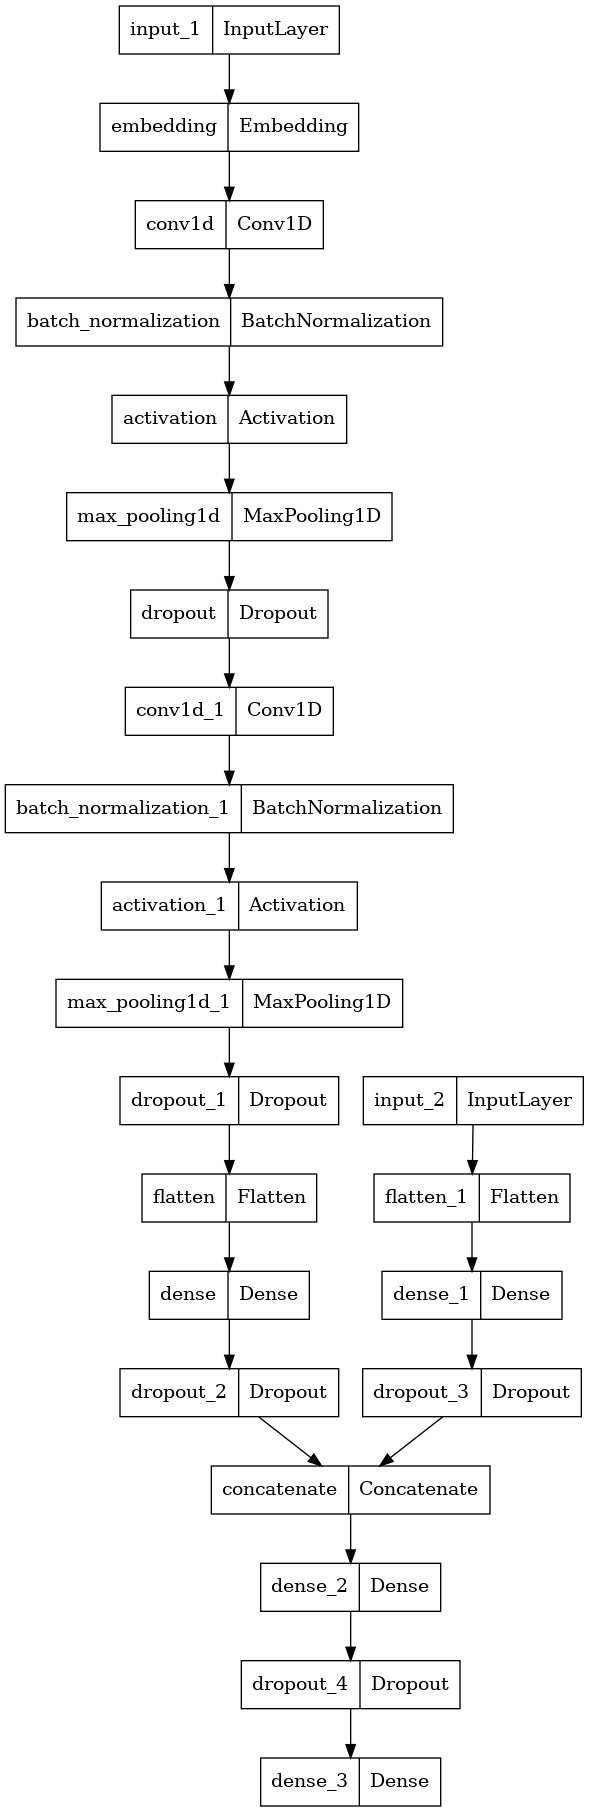 input_1 InputLayer
embedding Embedding
conv1d Conv1D
batch_normalization BatchNormalization
activation Activation
max_pooling1d MaxPooling1D
dropout Dropout
conv1d_1 Conv1D
batch_normalization_1 BatchNormalization
activation_1 Activation
max_pooling1d_1 MaxPooling1D
dropout_1 Dropout input_2 InputLayer
flatten Flatten flatten_1 Flatten
dense Dense dense_1 Dense
dropout_2 Dropout dropout_3 Dropout
concatenate Concatenate
dense_2 Dense
dropout_4 Dropout
dense_3 Dense